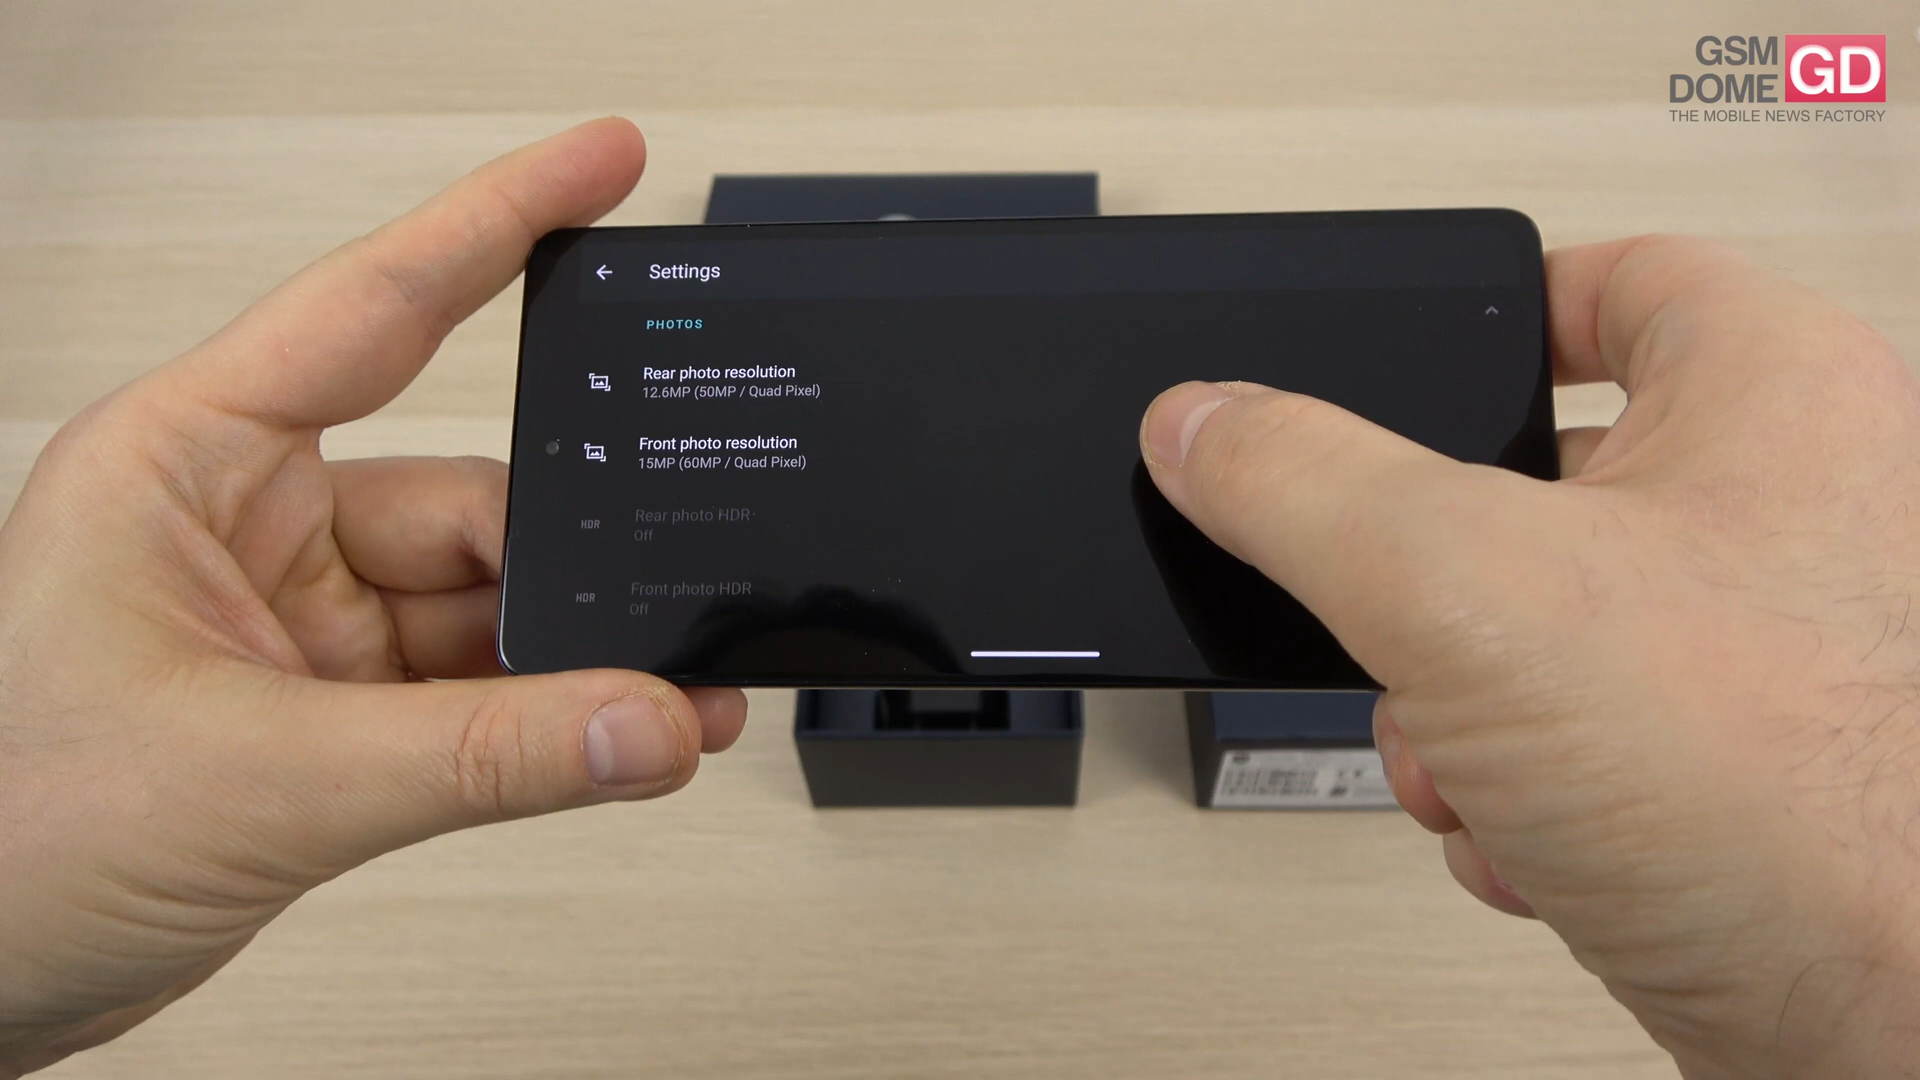 GSM
DOME GD
THE MOBILE NEWS FACTORY
Settings
PHOTOS
Rear photo resolution
12.6MP (50MP / Quad Pixel)
Front photo resolution
15MP (60MP / Quad Pixel)
HDR Rear photo HDR
Off
HDR Front photo HDR
Off